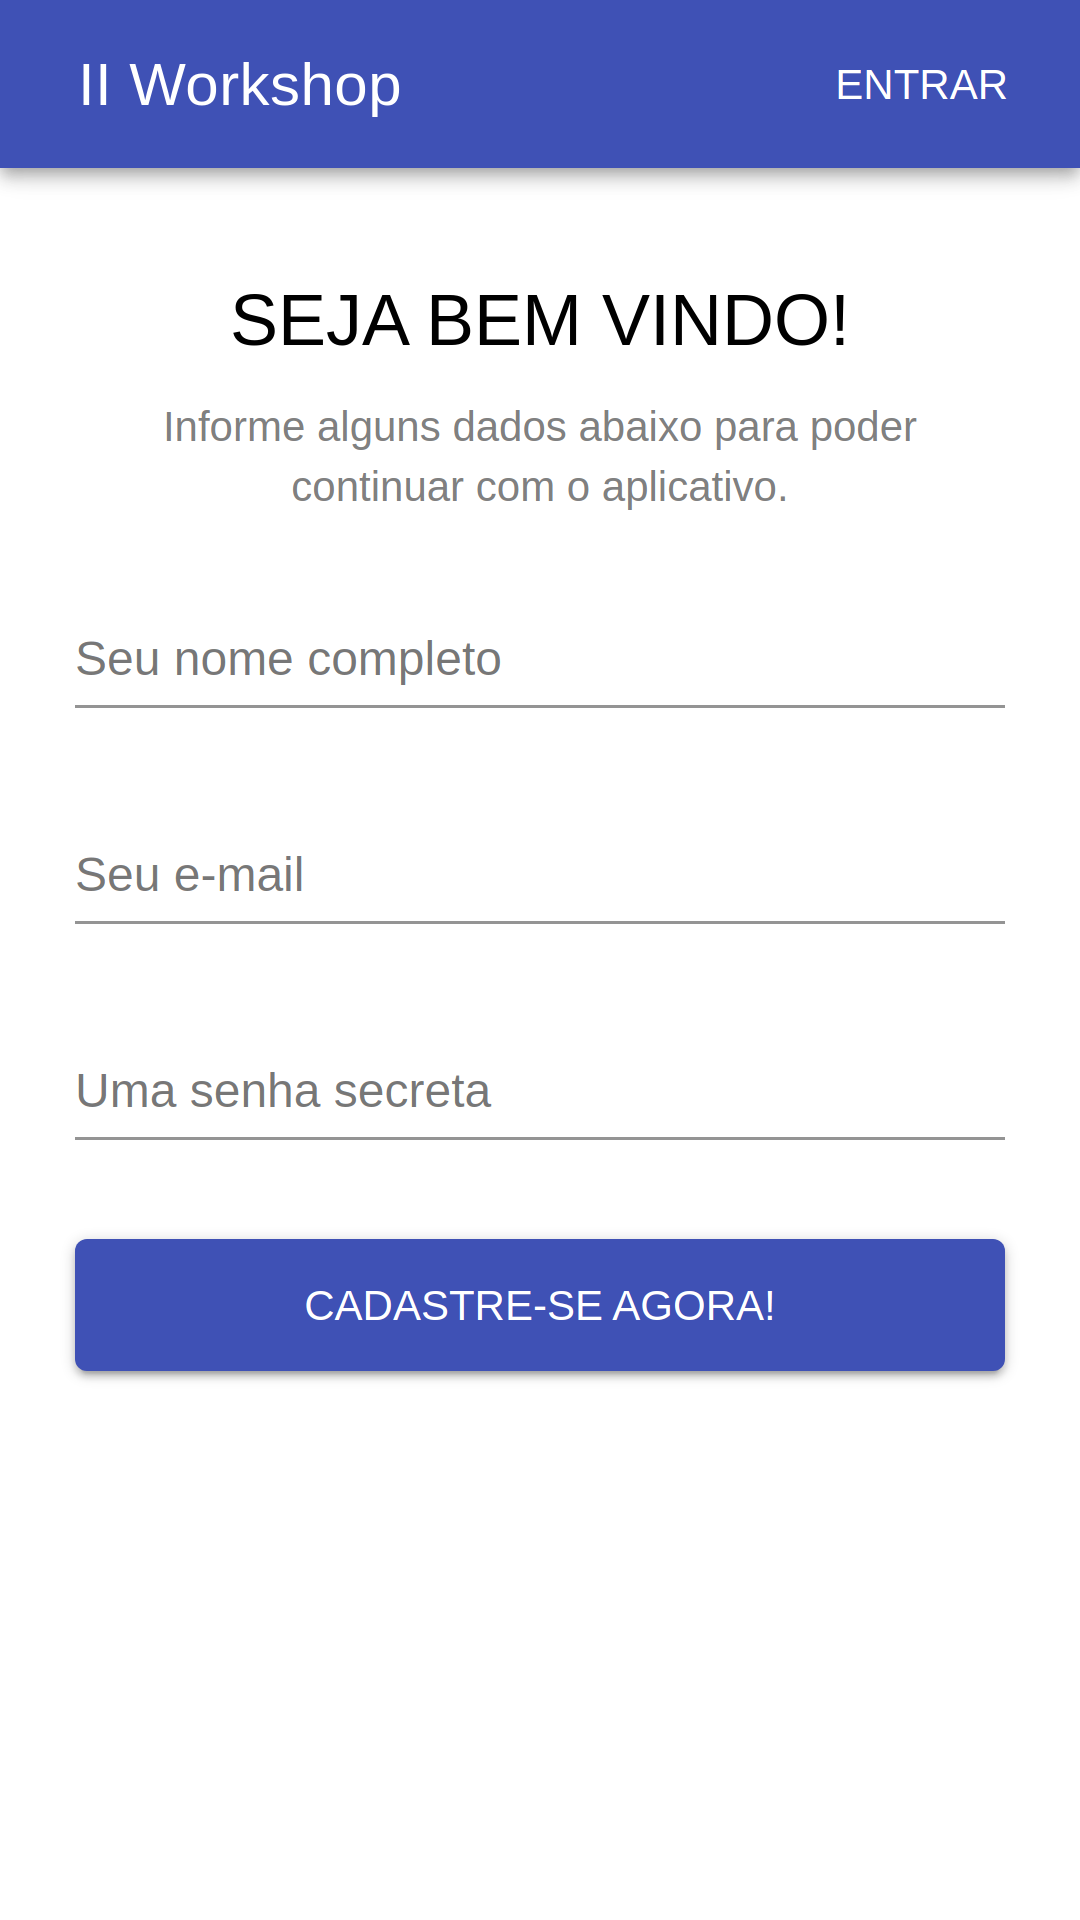 II Workshop
ENTRAR
SEJA BEM VINDO!
Informe alguns dados abaixo para poder
continuar com o aplicativo.
Seu nome completo
Seu e-mail
Uma senha secreta
CADASTRE-SE AGORA!